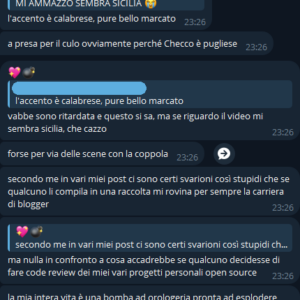 MI AMMAZZO SEMBRA SICILIA 😭
l'accento è calabrese, pure bello marcato
23:26
a presa per il culo ovviamente perché Checco è pugliese
23:26
l'accento è calabrese, pure bello marcato
vabbe sono ritardata e questo si sa, ma se riguardo il video mi
sembra sicilia, che cazzo
23:26
forse per via delle scene con la coppola 23:26
secondo me in vari miei post ci sono certi svarioni così stupidi che se
qualcuno li compila in una raccolta mi rovina per sempre la carriera
di blogger
23:26
secondo me in vari miei post ci sono certi svarioni così stupidi ch...
ma nulla in confronto a cosa accadrebbe se qualcuno decidesse di
fare code review dei miei vari progetti personali open source
23:26
la mia intera vita è una bomba ad orologeria pronta ad esplodere